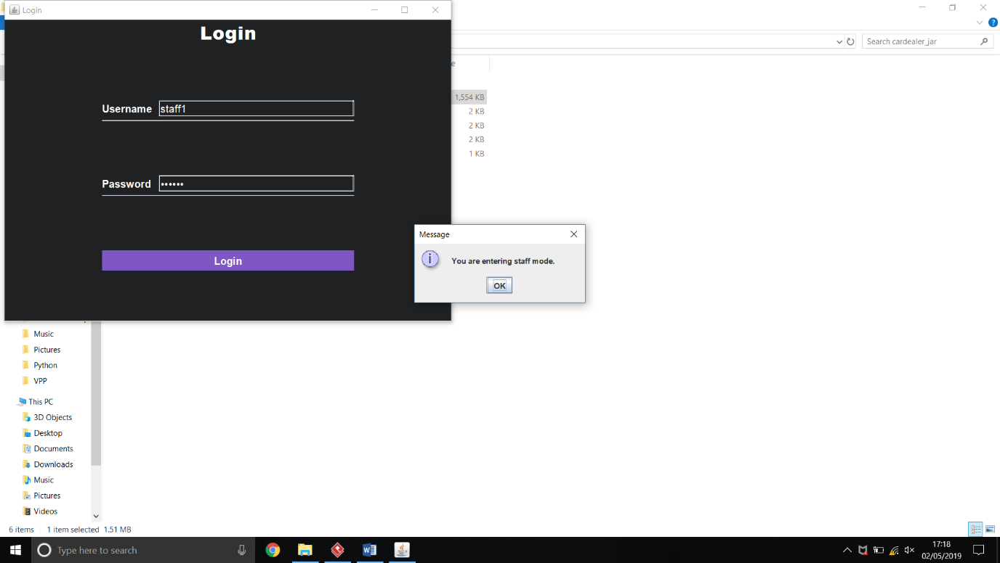 Login
Login
Username staff1
Password ••••••
Login
Message
You are entering staff mode.
OK
Search cardealer_jar
1,554 KB
2 KB
2 KB
2 KB
1 KB
Music
Pictures
Python
VPP
This PC
3D Objects
Desktop
Documents
Downloads
Music
Pictures
Videos
6 items 1 item selected 1.51 MB
Type here to search
17:18
02/05/2019